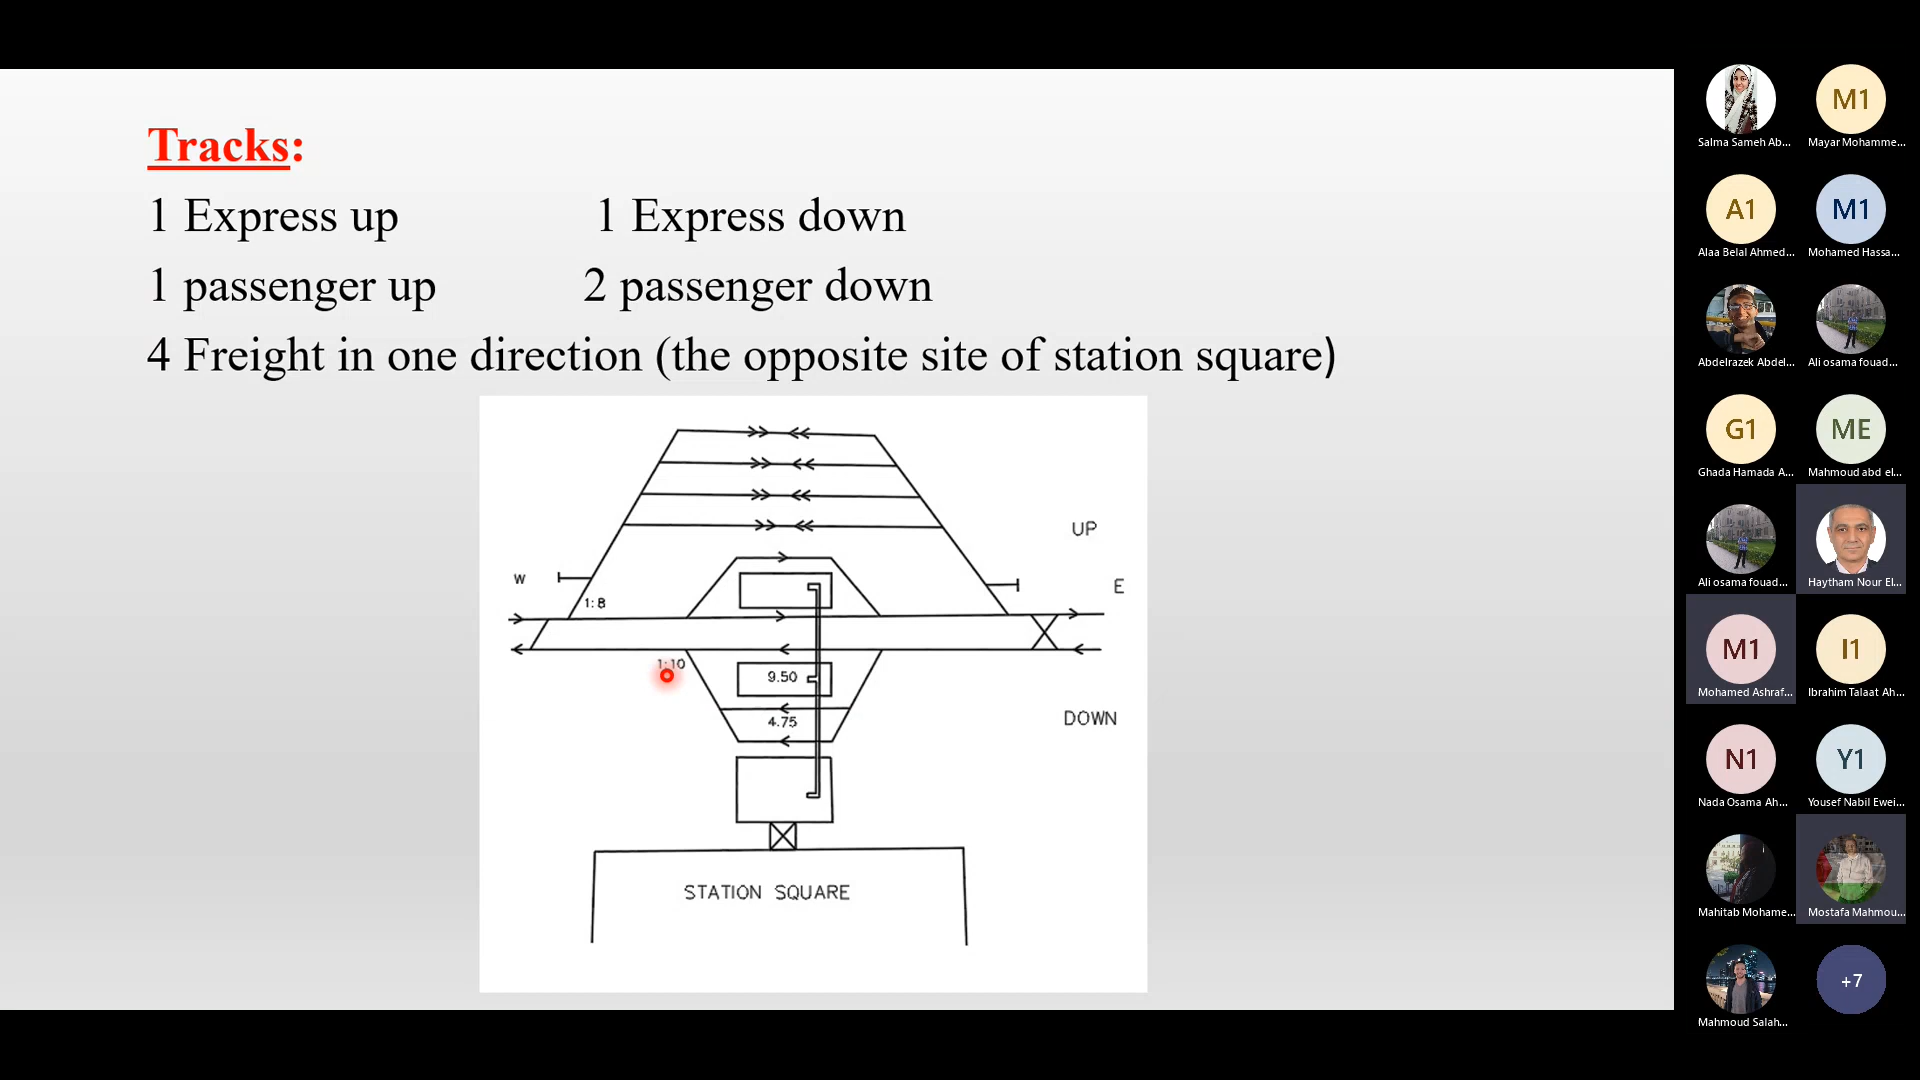 Tracks:
1 Express up 1 Express down
1 passenger up 2 passenger down
4 Freight in one direction (the opposite site of station square)
UP
W
E
1:8
1:10
9.50
DOWN
4.75
STATION SQUARE
Salma Sameh Ab...
M1
Mayar Mohamme...
A1
Alaa Belal Ahmed...
M1
Mohamed Hassa...
Abdelrazek Abdel...
Ali osama fouad...
G1
Ghada Hamada A...
ME
Mahmoud abd el...
Ali osama fouad...
Haytham Nour El...
M1
Mohamed Ashraf...
I1
Ibrahim Talaat Ah...
N1
Nada Osama Ah...
Y1
Yousef Nabil Ewei...
Mahitab Mohame...
Mostafa Mahmou...
Mahmoud Salah...
+7